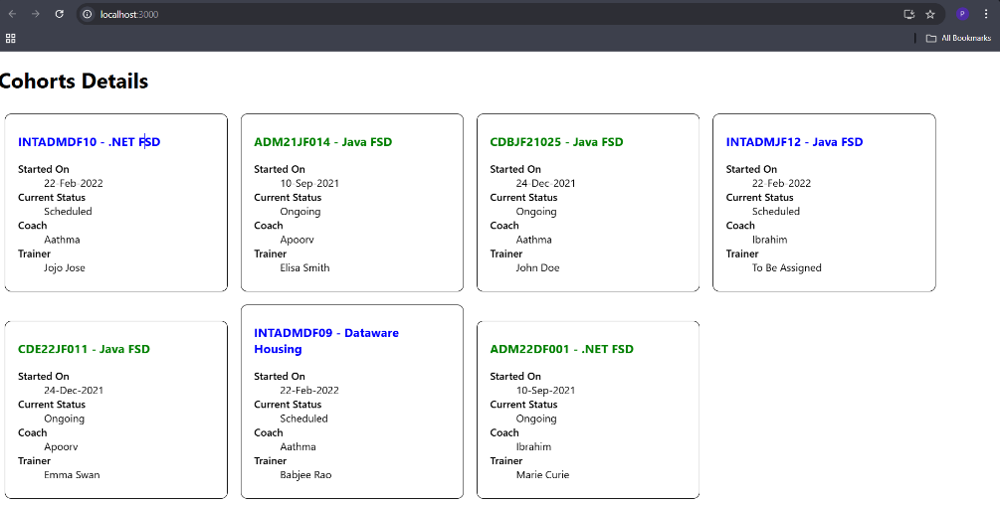 localhost:3000
P
All Bookmarks
Cohorts Details
INTADMDF10 - .NET FSD
Started On
22-Feb-2022
Current Status
Scheduled
Coach
Aathma
Trainer
Jojo Jose
ADM21JF014 - Java FSD
Started On
10-Sep-2021
Current Status
Ongoing
Coach
Apoorv
Trainer
Elisa Smith
CDBJF21025 - Java FSD
Started On
24-Dec-2021
Current Status
Ongoing
Coach
Aathma
Trainer
John Doe
INTADMJF12 - Java FSD
Started On
22-Feb-2022
Current Status
Scheduled
Coach
Ibrahim
Trainer
To Be Assigned
CDE22JF011 - Java FSD
Started On
24-Dec-2021
Current Status
Ongoing
Coach
Apoorv
Trainer
Emma Swan
INTADMDF09 - Dataware
Housing
Started On
22-Feb-2022
Current Status
Scheduled
Coach
Aathma
Trainer
Babjee Rao
ADM22DF001 - .NET FSD
Started On
10-Sep-2021
Current Status
Ongoing
Coach
Ibrahim
Trainer
Marie Curie